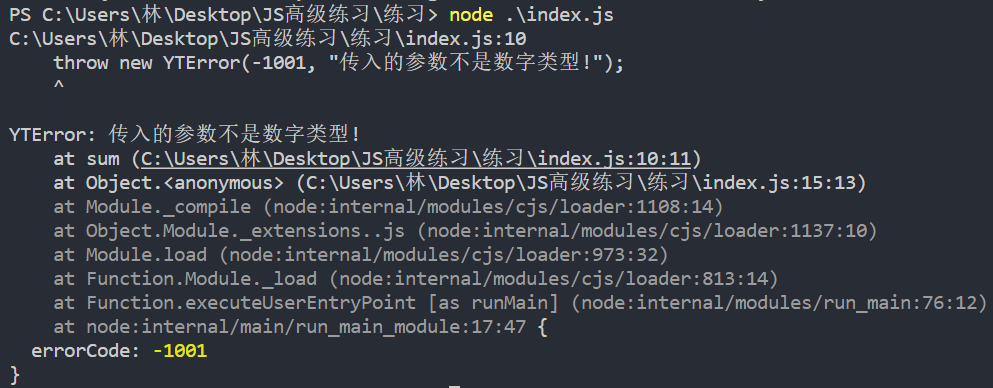 PS C:\Users\林\Desktop\JS高级练习\练习> node .\index.js
C:\Users\林\Desktop\JS高级练习\练习\index.js:10
    throw new YTError(-1001, "传入的参数不是数字类型!");
    ^
YTError: 传入的参数不是数字类型!
    at sum (C:\Users\林\Desktop\JS高级练习\练习\index.js:10:11)
    at Object.<anonymous> (C:\Users\林\Desktop\JS高级练习\练习\index.js:15:13)
    at Module._compile (node:internal/modules/cjs/loader:1108:14)
    at Object.Module._extensions..js (node:internal/modules/cjs/loader:1137:10)
    at Module.load (node:internal/modules/cjs/loader:973:32)
    at Function.Module._load (node:internal/modules/cjs/loader:813:14)
    at Function.executeUserEntryPoint [as runMain] (node:internal/modules/run_main:76:12)
    at node:internal/main/run_main_module:17:47 {
  errorCode: -1001
}